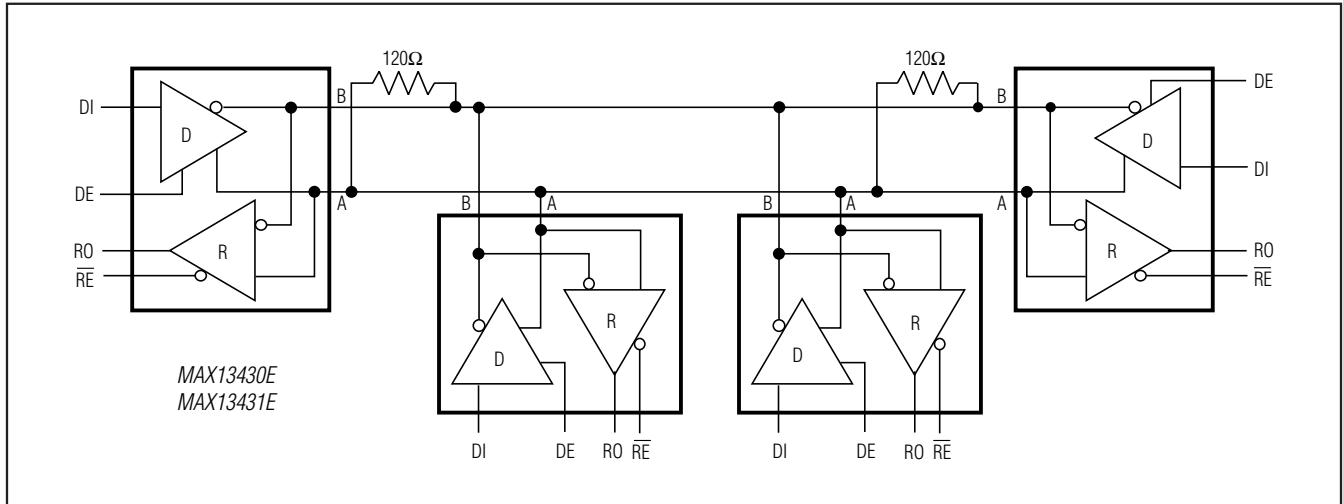 120Ω
120Ω
DI
D
B
DE
A
RO
R
RE
B
DE
D
DI
A
R
RO
RE
B
A
D
R
DI
DE
RO
RE
B
A
D
R
DI
DE
RO
RE
MAX13430E
MAX13431E